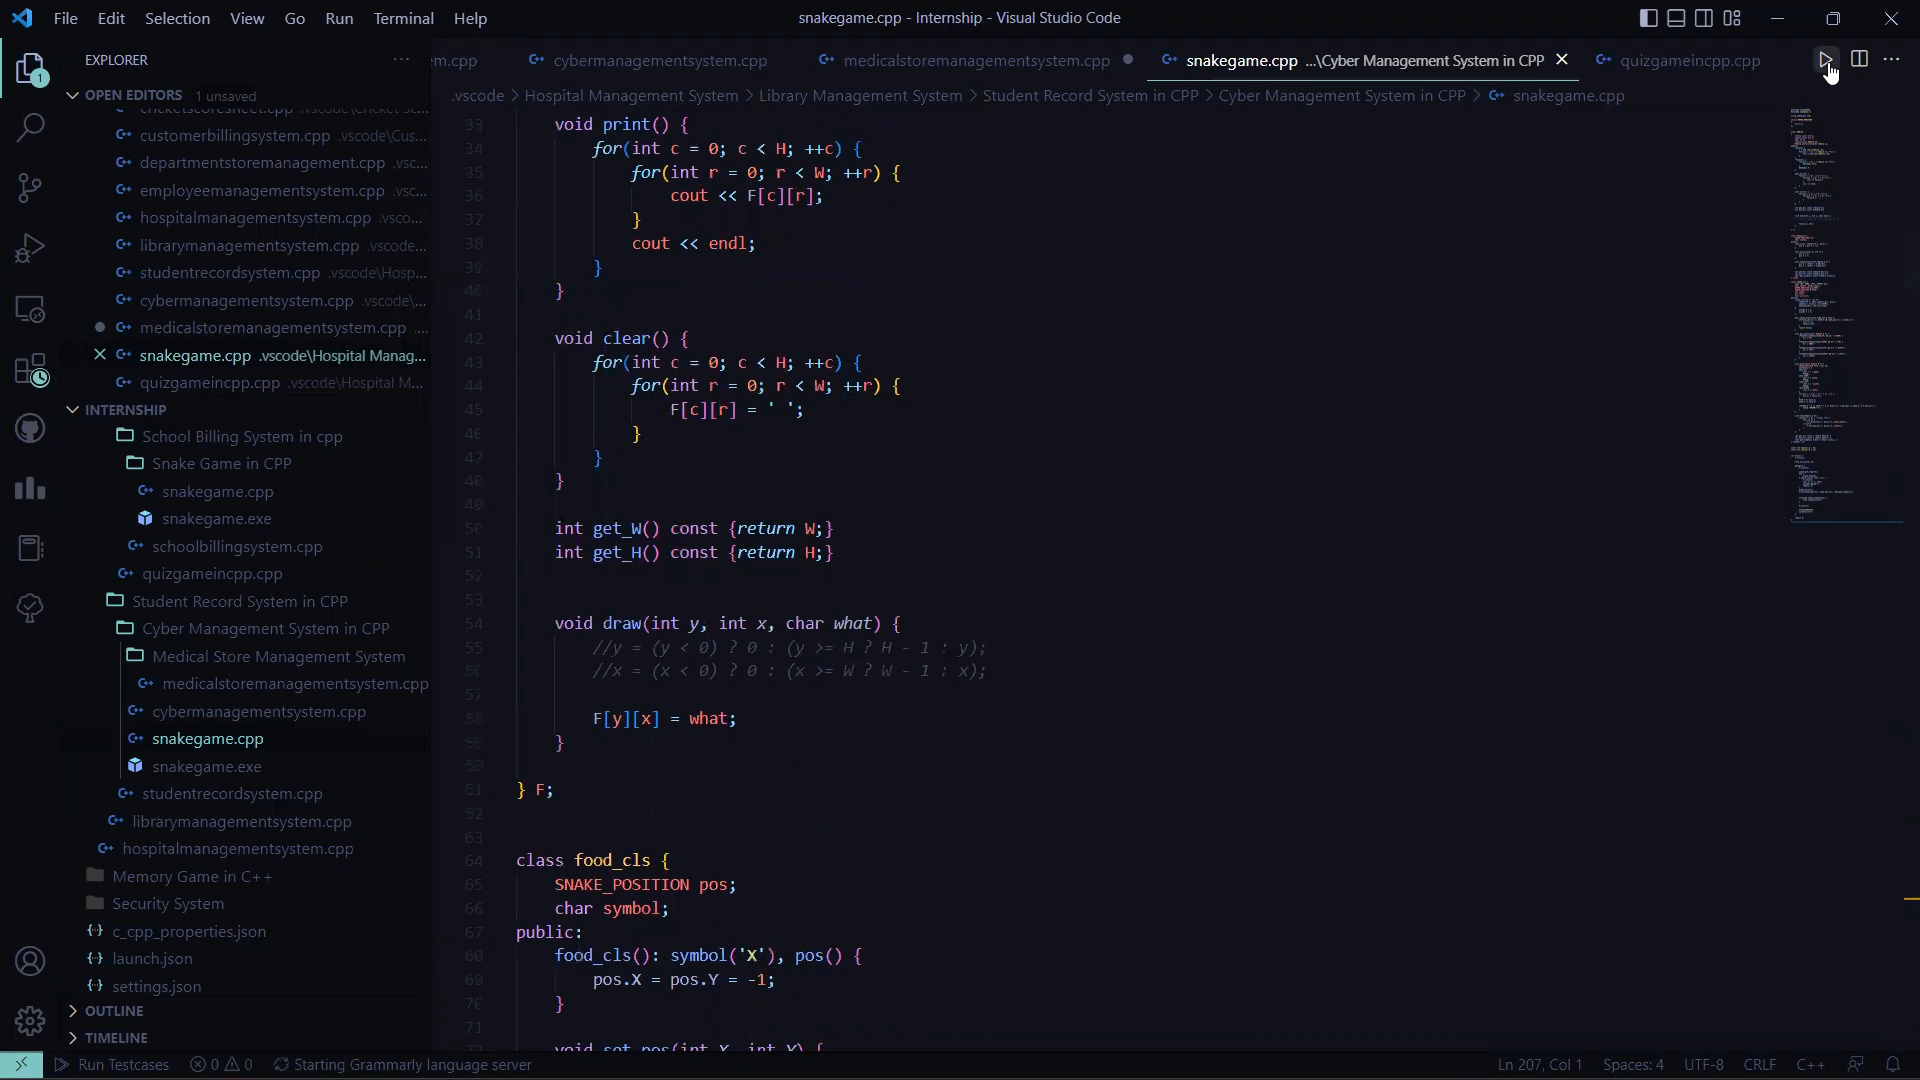 File Edit Selection View Go Run Terminal Help
snakegame.cpp - Internship - Visual Studio Code
EXPLORER
em.cpp
cybermanagementsystem.cpp
medicalstoremanagementsystem.cpp
snakegame.cpp ...\Cyber Management System in CPP
quizgameincpp.cpp
.vscode > Hospital Management System > Library Management System > Student Record System in CPP > Cyber Management System in CPP > snakegame.cpp
OPEN EDITORS 1 unsaved
customerbillingsystem.cpp .vscode\Cus...
departmentstoremanagement.cpp .vsc...
employeemanagementsystem.cpp .vsc...
hospitalmanagementsystem.cpp .vsco...
librarymanagementsystem.cpp .vscode...
studentrecordsystem.cpp .vscode\Hosp...
cybermanagementsystem.cpp .vscode\...
medicalstoremanagementsystem.cpp ....
snakegame.cpp .vscode\Hospital Manag...
quizgameincpp.cpp .vscode\Hospital M...
INTERNSHIP
School Billing System in cpp
Snake Game in CPP
snakegame.cpp
snakegame.exe
schoolbillingsystem.cpp
quizgameincpp.cpp
Student Record System in CPP
Cyber Management System in CPP
Medical Store Management System
medicalstoremanagementsystem.cpp
cybermanagementsystem.cpp
snakegame.cpp
snakegame.exe
studentrecordsystem.cpp
librarymanagementsystem.cpp
hospitalmanagementsystem.cpp
Memory Game in C++
Security System
c_cpp_properties.json
launch.json
settings.json
OUTLINE
TIMELINE
33 void print() {
34 for(int c = 0; c < H; ++c) {
35 for(int r = 0; r < W; ++r) {
36 cout << F[c][r];
37 }
38 cout << endl;
39 }
40 }
41
42 void clear() {
43 for(int c = 0; c < H; ++c) {
44 for(int r = 0; r < W; ++r) {
45 F[c][r] = ' ';
46 }
47 }
48 }
49
50 int get_W() const {return W;}
51 int get_H() const {return H;}
52
53
54 void draw(int y, int x, char what) {
55 //y = (y < 0) ? 0 : (y >= H ? H - 1 : y);
56 //x = (x < 0) ? 0 : (x >= W ? W - 1 : x);
57
58 F[y][x] = what;
59 }
60
61 } F;
62
63
64 class food_cls {
65 SNAKE_POSITION pos;
66 char symbol;
67 public:
68 food_cls(): symbol('X'), pos() {
69 pos.X = pos.Y = -1;
70 }
71
72 void set_pos(int X, int Y) {
Run Testcases 0 0 Starting Grammarly language server
Ln 207, Col 1 Spaces: 4 UTF-8 CRLF C++